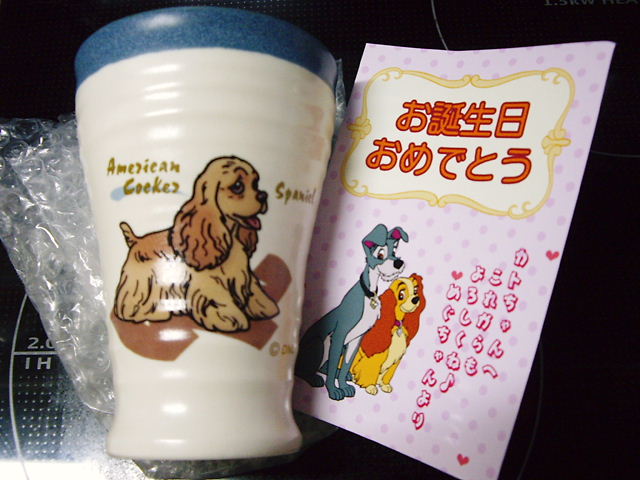 American
Cocker
Spaniel
お誕生日
おめでとう
カトちゃんへ
これからも
よろしくね♪
めぐちゃんより